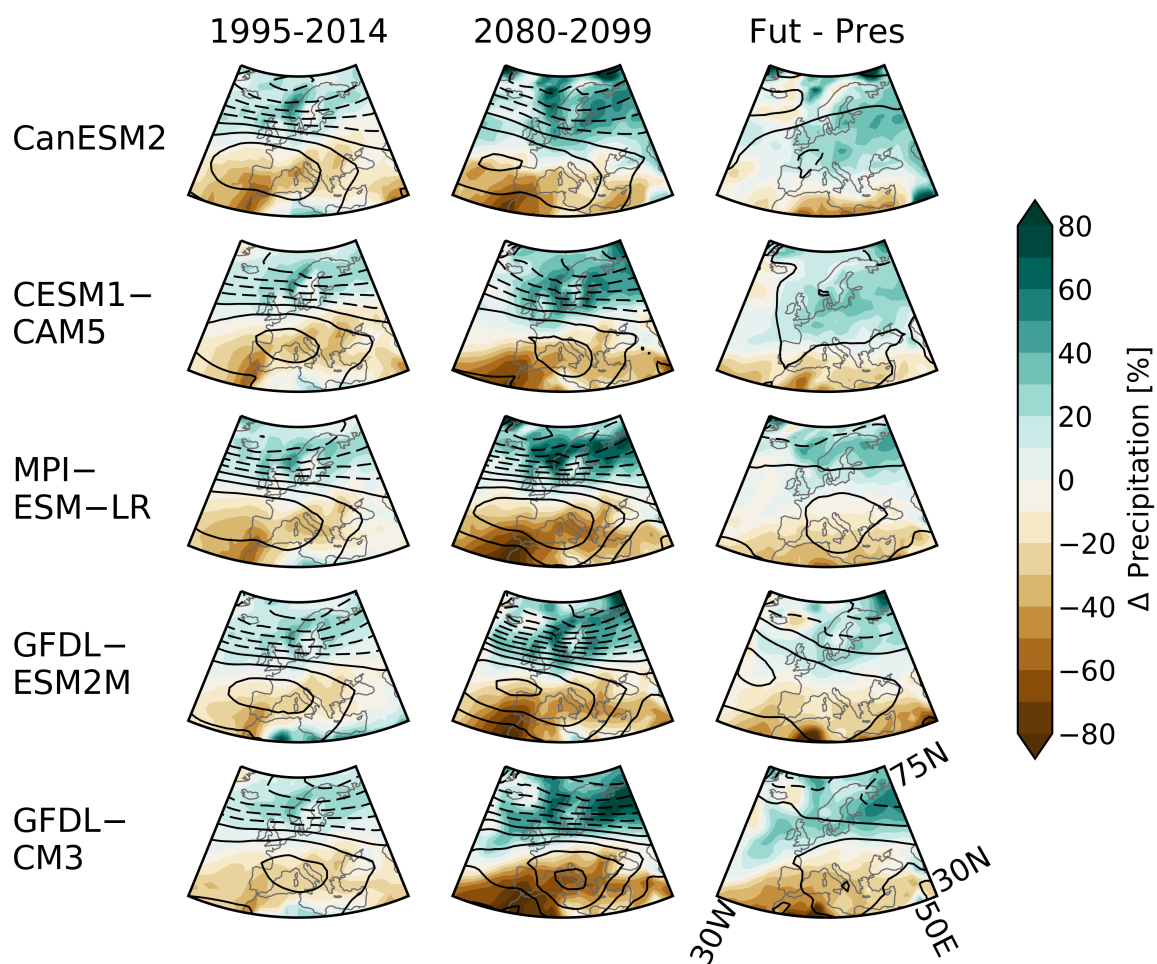 1995-2014
2080-2099
Fut - Pres
CanESM2
CESM1−
CAM5
MPI−
ESM−LR
GFDL−
ESM2M
GFDL−
CM3
80
60
40
20
0
−20
−40
−60
−80
Δ Precipitation [%]
75N
30N
50E
30W